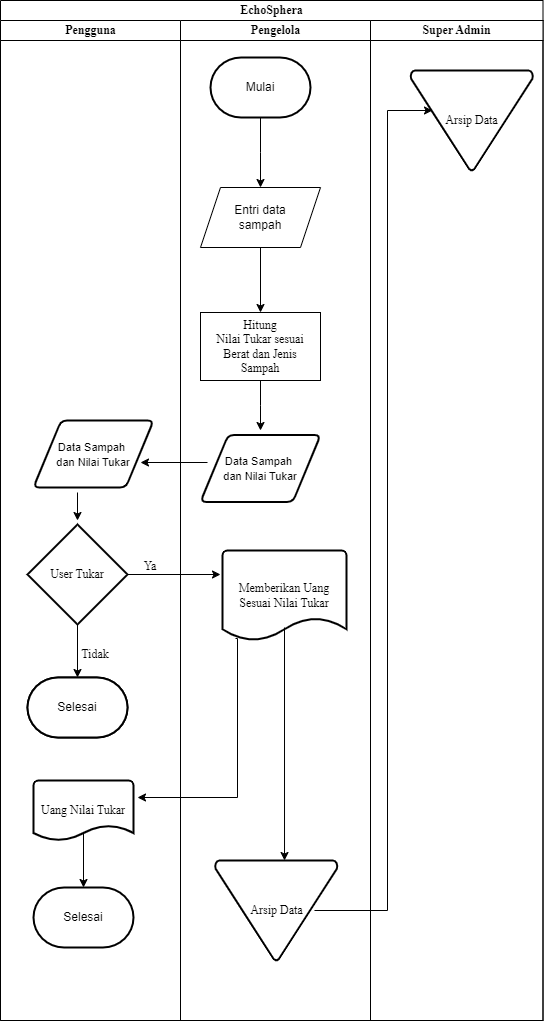 EchoSphera
Pengguna
Pengelola
Super Admin
Mulai
Arsip Data
Entri data
sampah
Hitung
Nilai Tukar sesuai
Berat dan Jenis
Sampah
Data Sampah
dan Nilai Tukar
Data Sampah
dan Nilai Tukar
User Tukar
Ya
Memberikan Uang
Sesuai Nilai Tukar
Tidak
Selesai
Uang Nilai Tukar
Selesai
Arsip Data